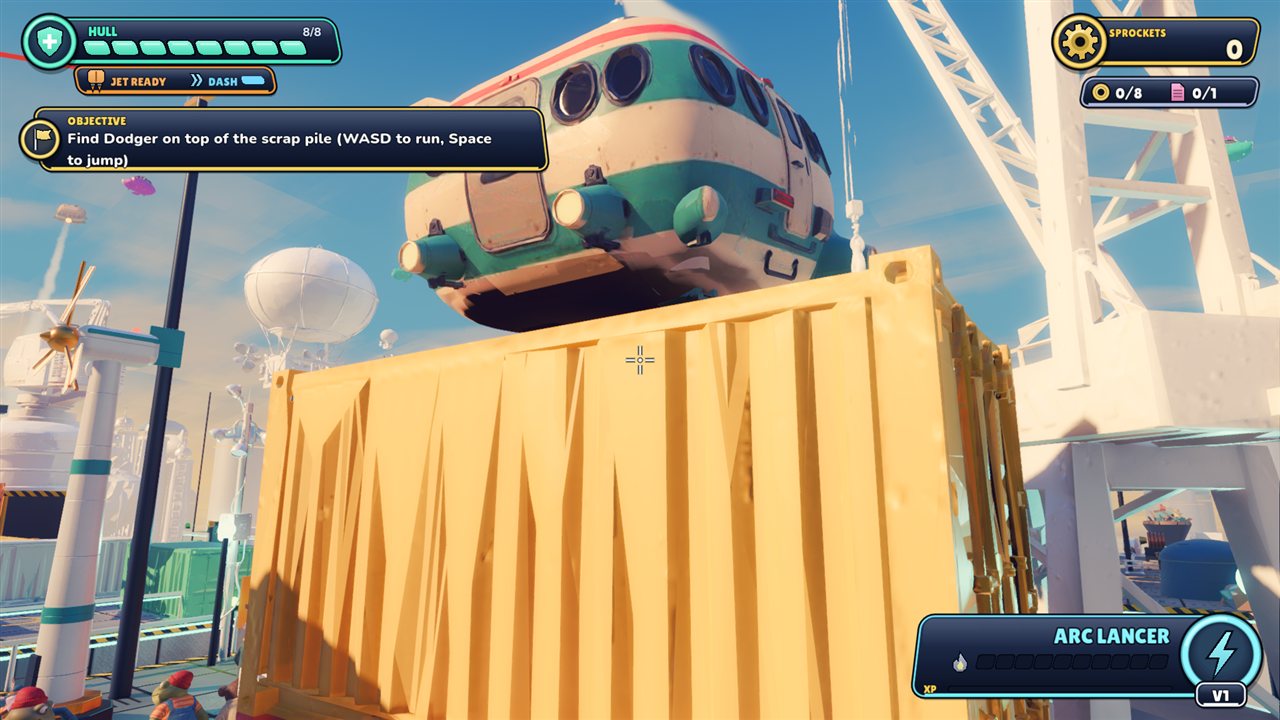 HULL
8/8
JET READY
DASH
OBJECTIVE
Find Dodger on top of the scrap pile (WASD to run, Space
to jump)
SPROCKETS
0
0/8
0/1
ARC LANCER
XP
V1